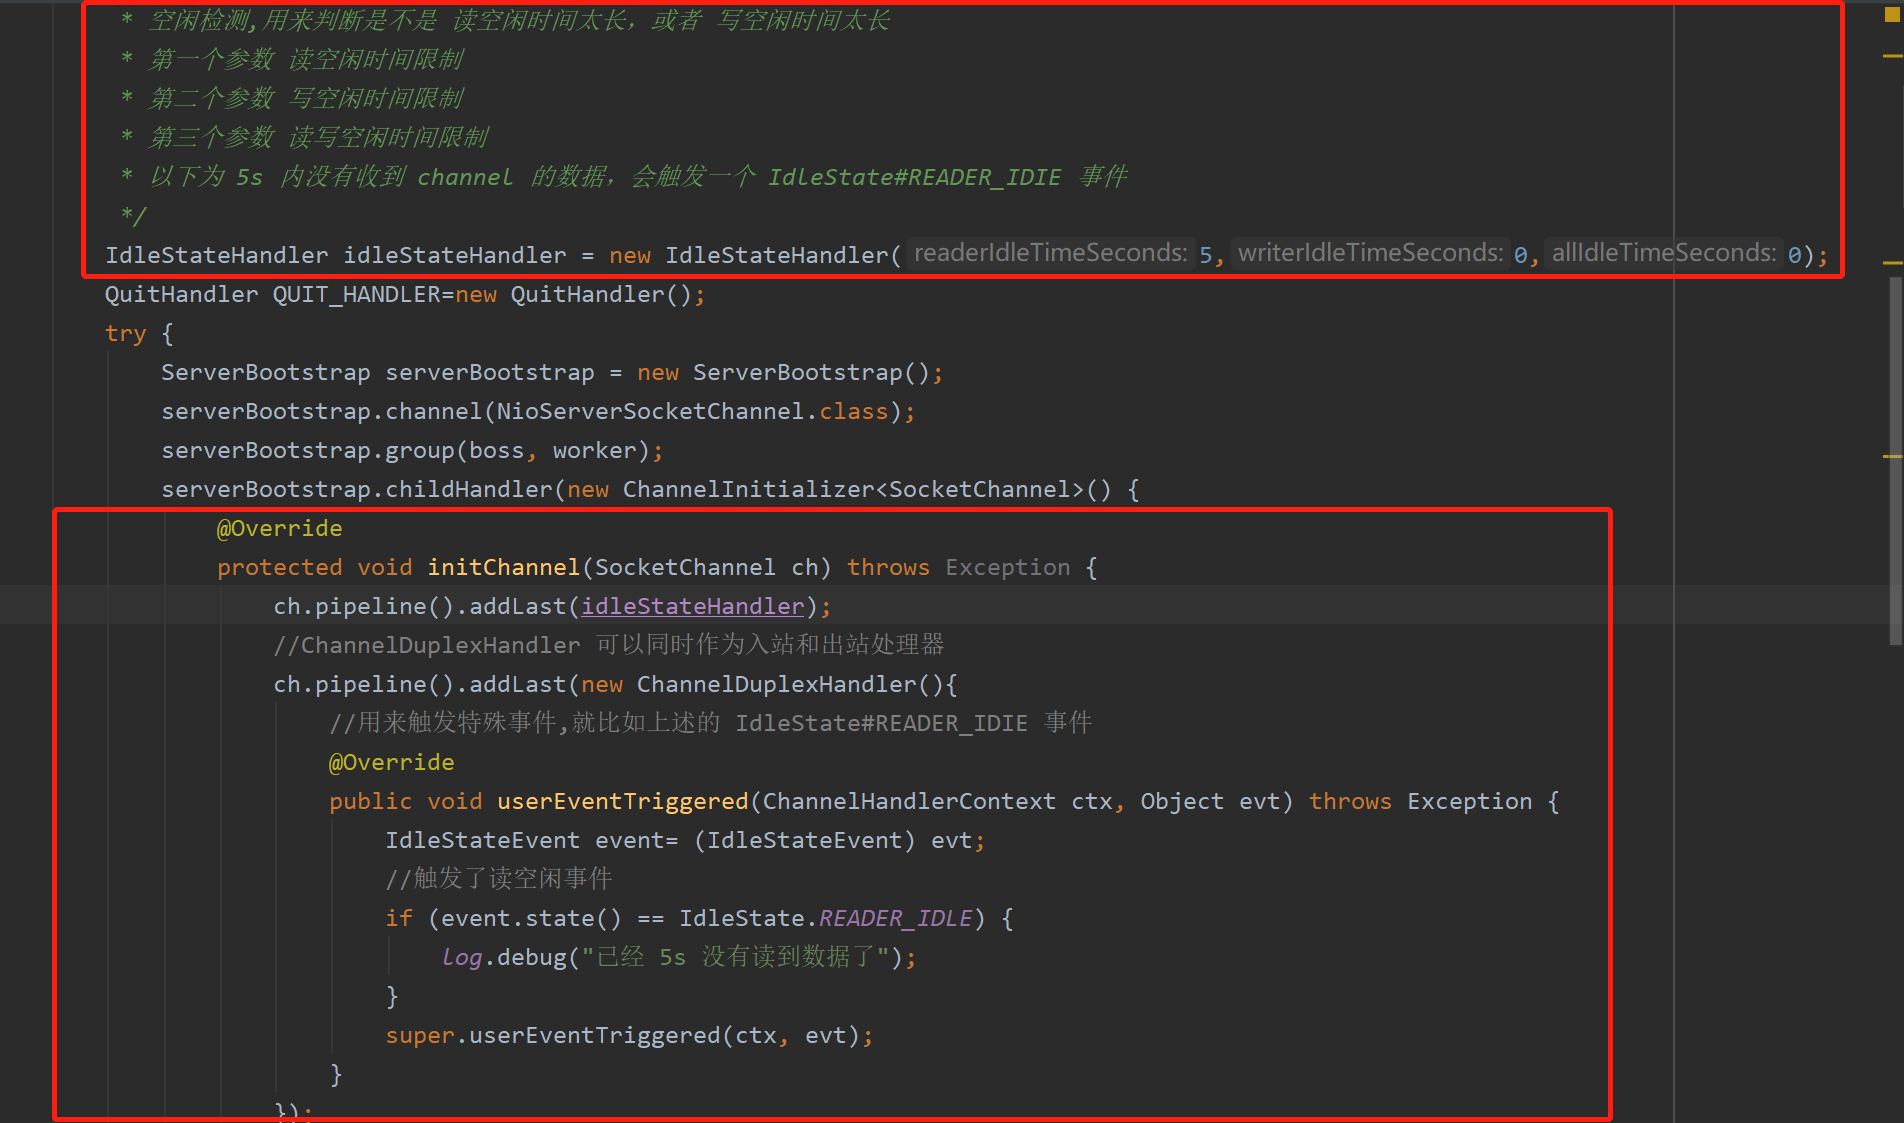 * 空闲检测,用来判断是不是 读空闲时间太长，或者 写空闲时间太长
* 第一个参数 读空闲时间限制
* 第二个参数 写空闲时间限制
* 第三个参数 读写空闲时间限制
* 以下为 5s 内没有收到 channel 的数据，会触发一个 IdleState#READER_IDIE 事件
*/
IdleStateHandler idleStateHandler = new IdleStateHandler( readerIdleTimeSeconds: 5, writerIdleTimeSeconds: 0, allIdleTimeSeconds: 0);
QuitHandler QUIT_HANDLER=new QuitHandler();
try {
ServerBootstrap serverBootstrap = new ServerBootstrap();
serverBootstrap.channel(NioServerSocketChannel.class);
serverBootstrap.group(boss, worker);
serverBootstrap.childHandler(new ChannelInitializer<SocketChannel>() {
@Override
protected void initChannel(SocketChannel ch) throws Exception {
ch.pipeline().addLast(idleStateHandler);
//ChannelDuplexHandler 可以同时作为入站和出站处理器
ch.pipeline().addLast(new ChannelDuplexHandler(){
//用来触发特殊事件,就比如上述的 IdleState#READER_IDIE 事件
@Override
public void userEventTriggered(ChannelHandlerContext ctx, Object evt) throws Exception {
IdleStateEvent event= (IdleStateEvent) evt;
//触发了读空闲事件
if (event.state() == IdleState.READER_IDLE) {
log.debug("已经 5s 没有读到数据了");
}
super.userEventTriggered(ctx, evt);
}
});